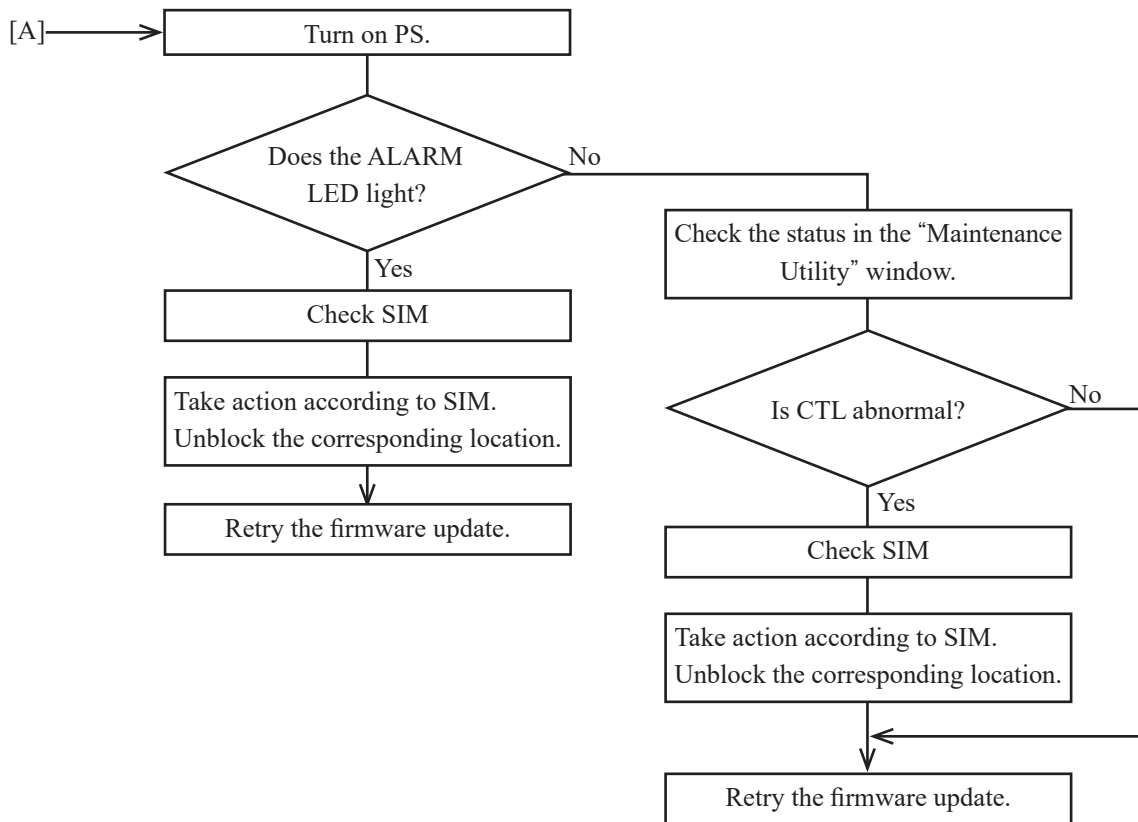 [A]
Turn on PS.
Does the ALARM
LED light?
No
Yes
Check SIM
Take action according to SIM.
Unblock the corresponding location.
Retry the firmware update.
Check the status in the “Maintenance
Utility” window.
Is CTL abnormal?
No
Yes
Check SIM
Take action according to SIM.
Unblock the corresponding location.
Retry the firmware update.